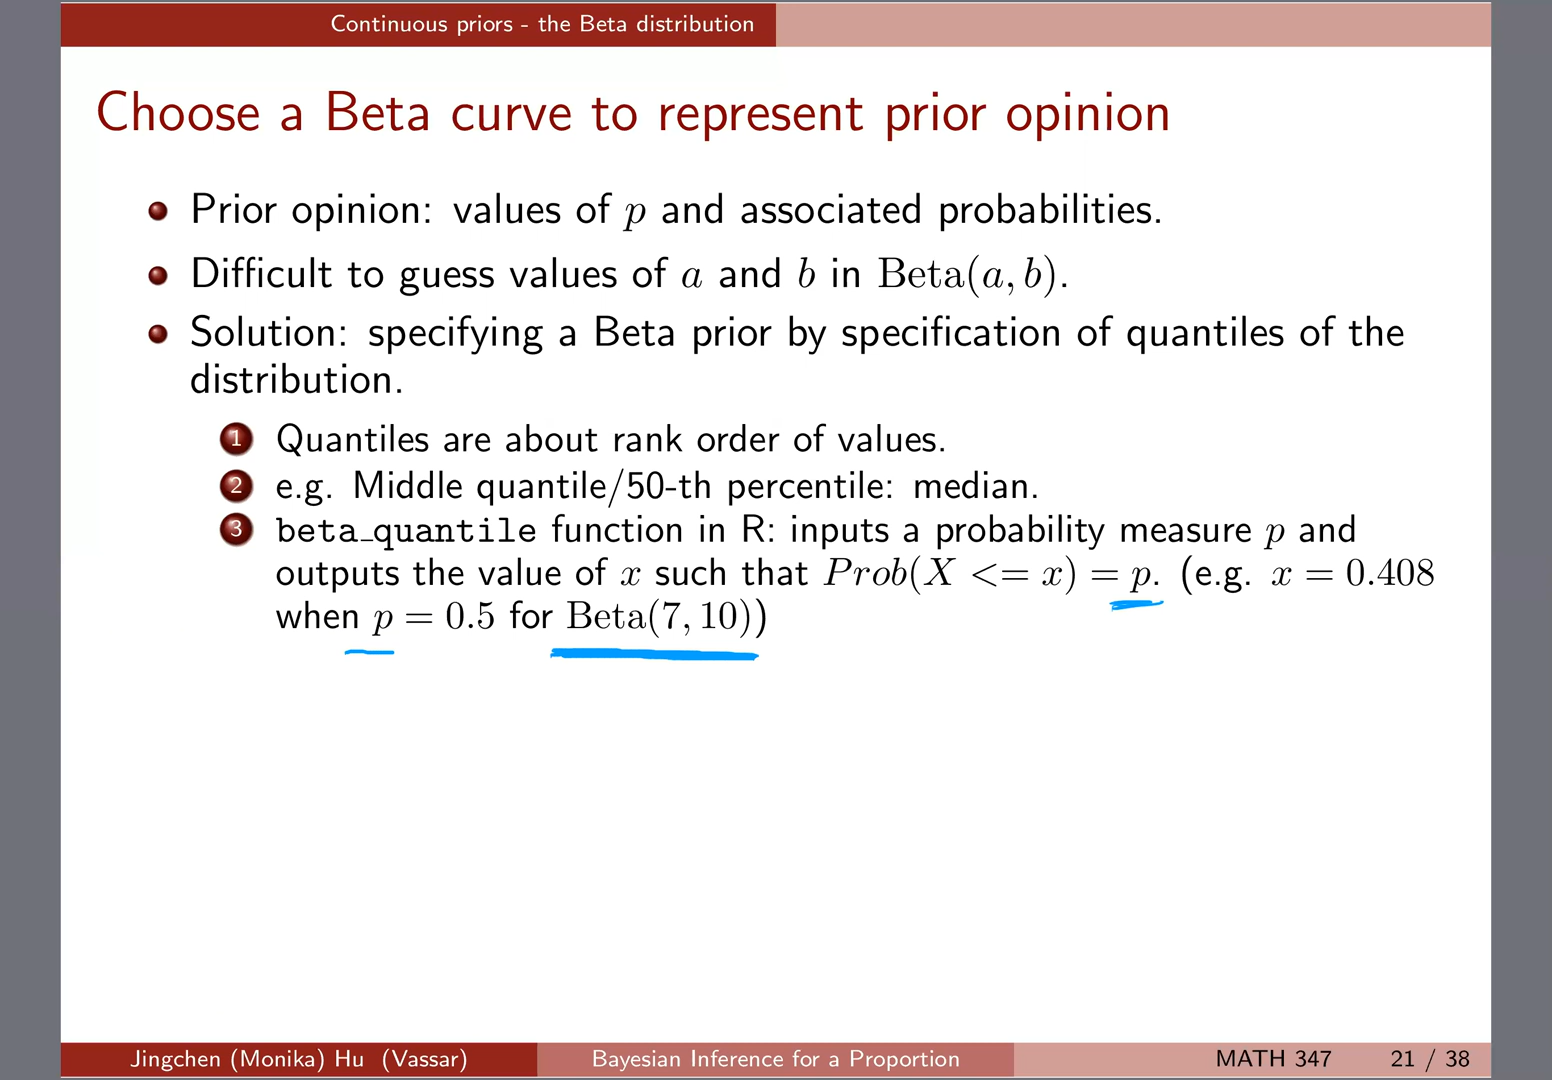 Continuous priors - the Beta distribution
Choose a Beta curve to represent prior opinion
Prior opinion: values of p and associated probabilities.
Difficult to guess values of a and b in Beta(a, b).
Solution: specifying a Beta prior by specification of quantiles of the
distribution.
1 Quantiles are about rank order of values.
2 e.g. Middle quantile/50-th percentile: median.
3 beta_quantile function in R: inputs a probability measure p and
outputs the value of x such that Prob(X <= x) = p. (e.g. x = 0.408
when p = 0.5 for Beta(7, 10))
Jingchen (Monika) Hu (Vassar) Bayesian Inference for a Proportion MATH 347 21 / 38